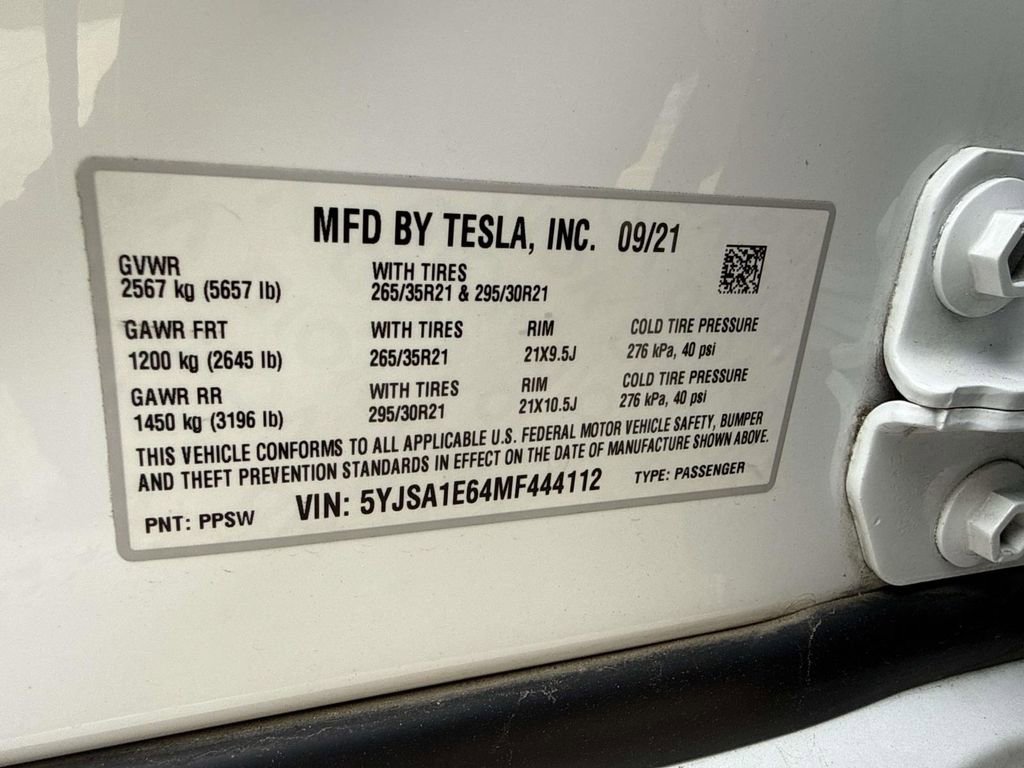 MFD BY TESLA, INC. 09/21
GVWR WITH TIRES
2567 kg (5657 lb) 265/35R21 & 295/30R21
GAWR FRT WITH TIRES RIM COLD TIRE PRESSURE
1200 kg (2645 lb) 265/35R21 21X9.5J 276 kPa, 40 psi
GAWR RR WITH TIRES RIM COLD TIRE PRESSURE
1450 kg (3196 lb) 295/30R21 21X10.5J 276 kPa, 40 psi
THIS VEHICLE CONFORMS TO ALL APPLICABLE U.S. FEDERAL MOTOR VEHICLE SAFETY, BUMPER
AND THEFT PREVENTION STANDARDS IN EFFECT ON THE DATE OF MANUFACTURE SHOWN ABOVE.
PNT: PPSW VIN: 5YJSA1E64MF444112 TYPE: PASSENGER